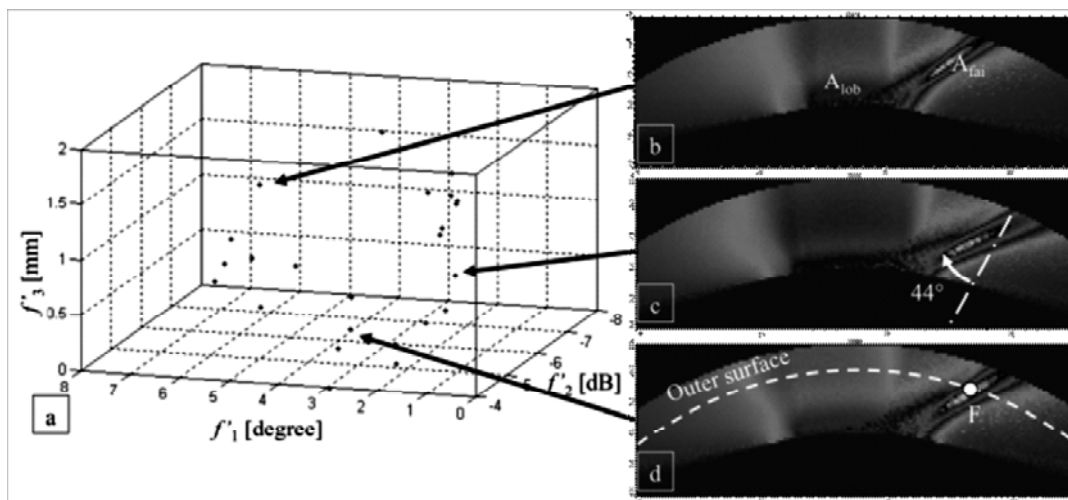 2
1.5
1
0.5
0
f'3 [mm]
8 7 6 5 4 3 2 1 0
f'1 [degree]
-8
-7
-6
-5
-4
f'2 [dB]
a
Alob
Afai
b
44°
c
Outer surface
F
d